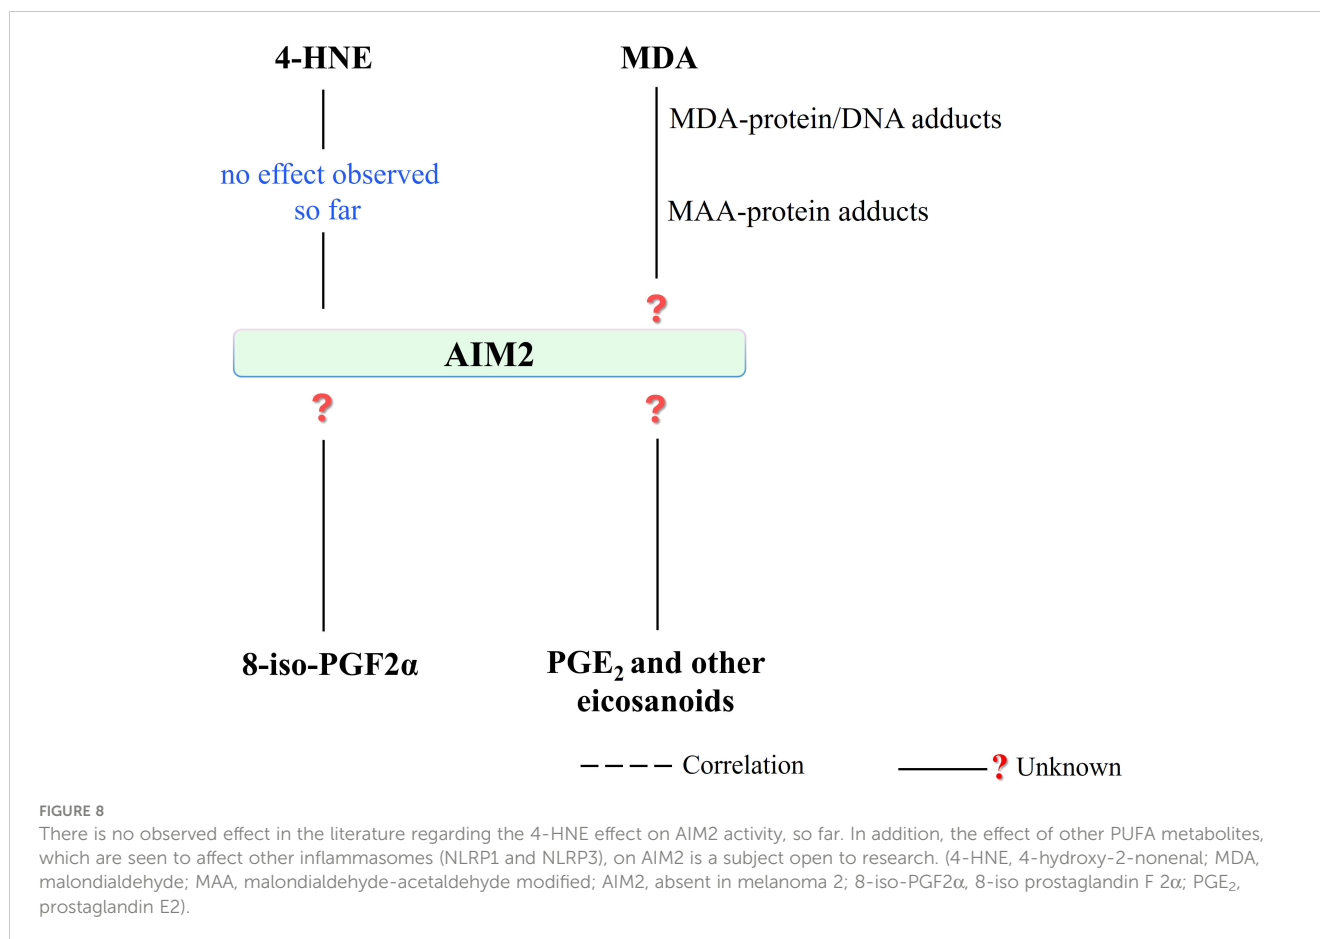 4-HNE
MDA
MDA-protein/DNA adducts
no effect observed
so far
MAA-protein adducts
?
AIM2
?
?
8-iso-PGF2α
PGE₂ and other
eicosanoids
Correlation
? Unknown
FIGURE 8
There is no observed effect in the literature regarding the 4-HNE effect on AIM2 activity, so far. In addition, the effect of other PUFA metabolites,
which are seen to affect other inflammasomes (NLRP1 and NLRP3), on AIM2 is a subject open to research. (4-HNE, 4-hydroxy-2-nonenal; MDA,
malondialdehyde; MAA, malondialdehyde-acetaldehyde modified; AIM2, absent in melanoma 2; 8-iso-PGF2α, 8-iso prostaglandin F 2α; PGE₂,
prostaglandin E2).